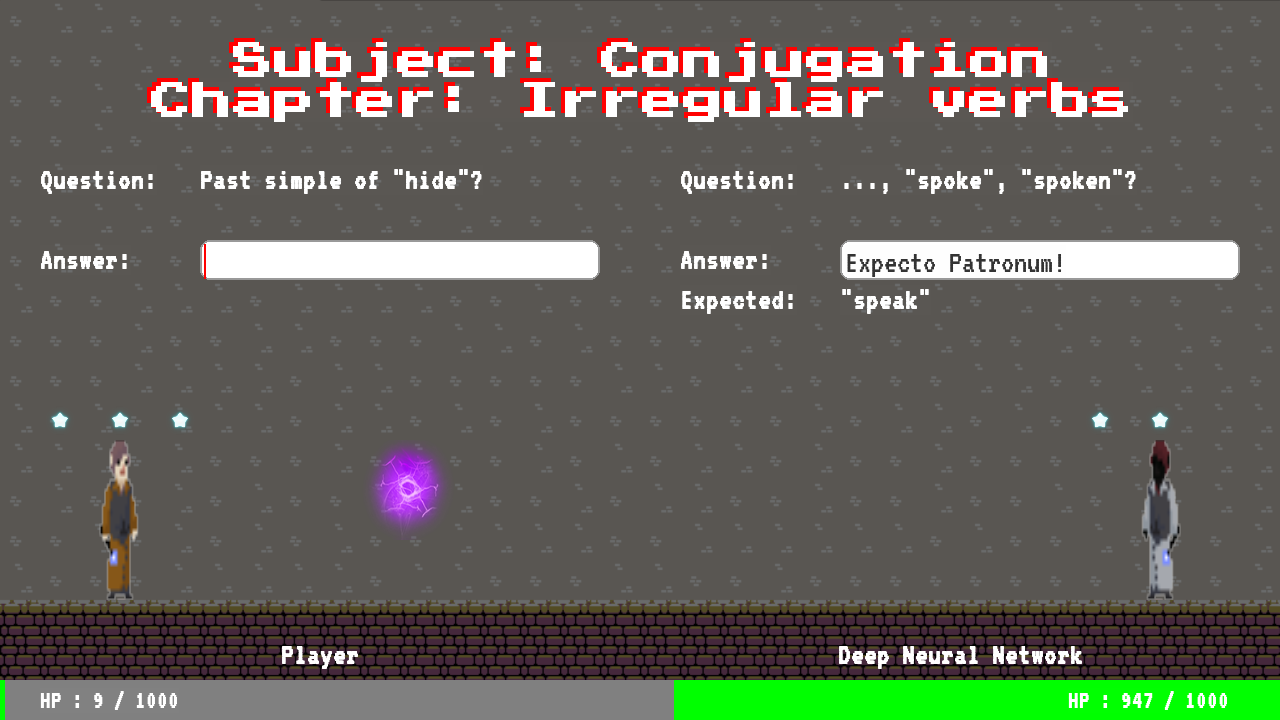 Subject: Conjugation
Chapter: Irregular verbs
Question: Past simple of "hide"?
Answer:
Question: ..., "spoke", "spoken"?
Answer: Expecto Patronum!
Expected: "speak"
Player
Deep Neural Network
HP : 9 / 1000
HP : 947 / 1000